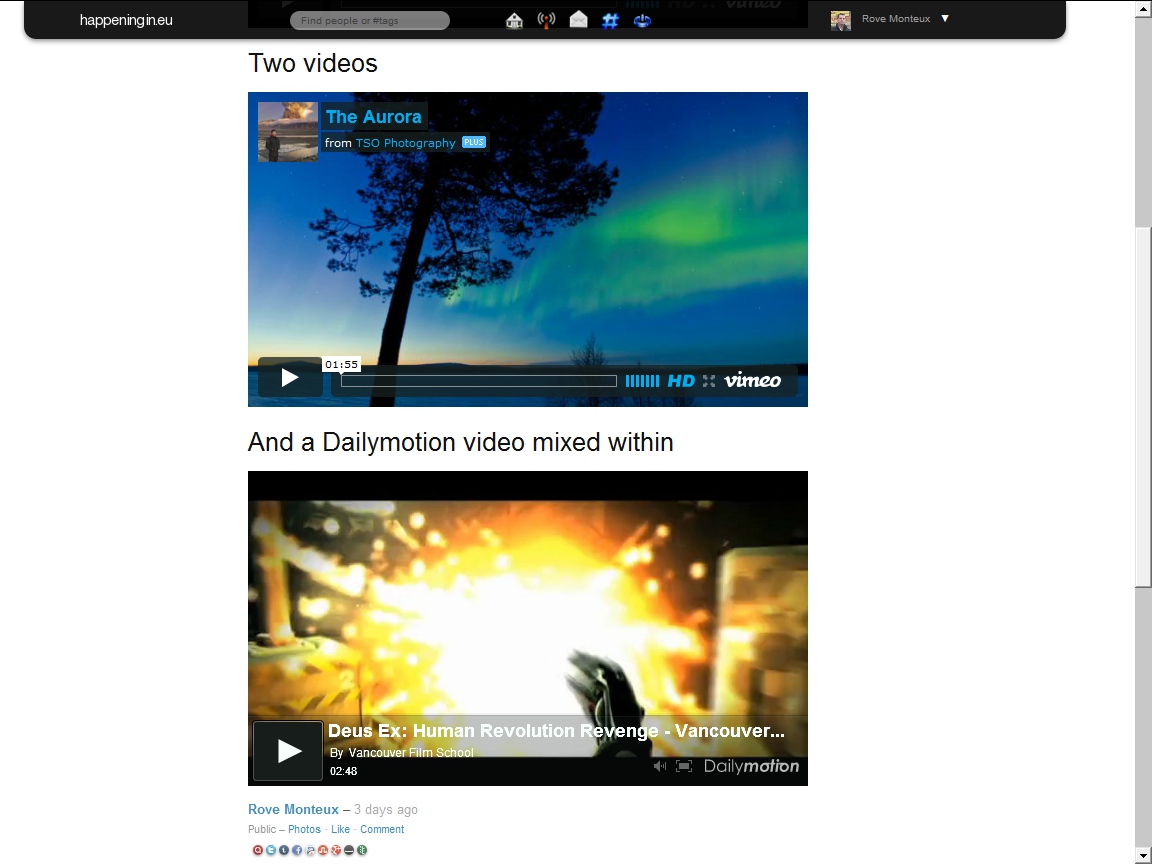 happeningin.eu
Find people or #tags
Rove Monteux ▼
Two videos
The Aurora
from TSO Photography PLUS
01:55
HD vimeo
And a Dailymotion video mixed within
Deus Ex: Human Revolution Revenge - Vancouver...
By Vancouver Film School
02:48
Dailymotion
Rove Monteux – 3 days ago
Public – Photos · Like · Comment